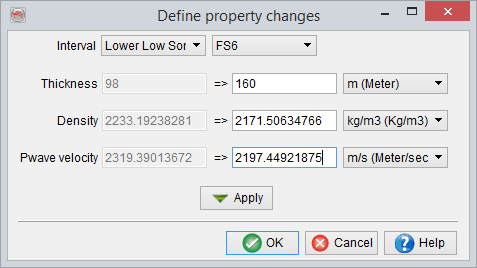 Define property changes
Interval Lower Low Sor FS6
Thickness 98 => 160 m (Meter)
Density 2233.19238281 => 2171.50634766 kg/m3 (Kg/m3)
Pwave velocity 2319.39013672 => 2197.44921875 m/s (Meter/sec
Apply
OK Cancel Help